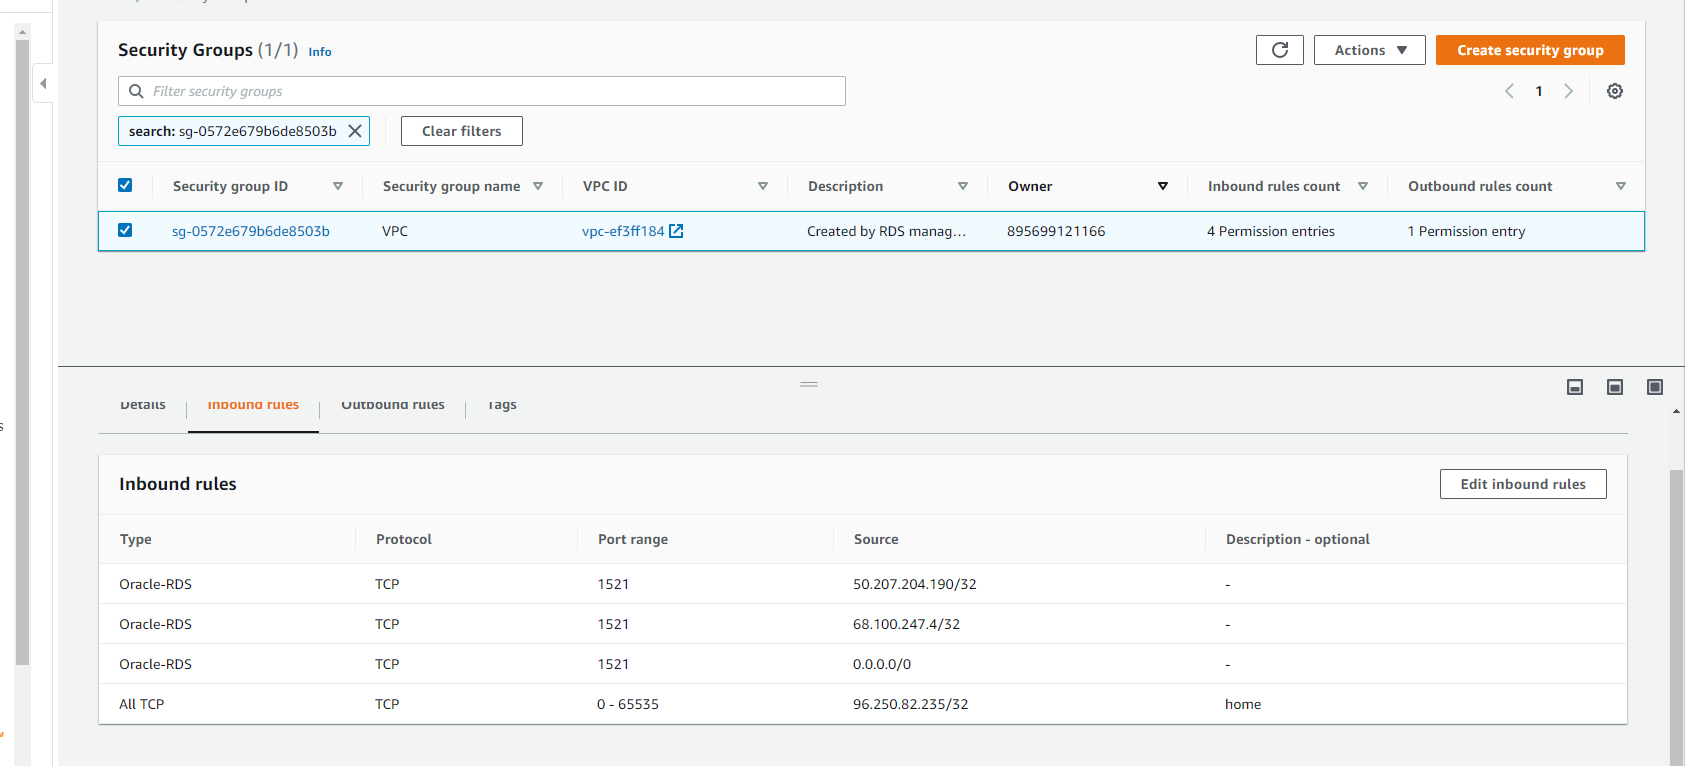 Security Groups (1/1) Info
Actions
Create security group
Filter security groups
1
search: sg-0572e679b6de8503b
Clear filters
Security group ID Security group name VPC ID Description Owner Inbound rules count Outbound rules count
sg-0572e679b6de8503b VPC vpc-ef3ff184 Created by RDS manag... 895699121166 4 Permission entries 1 Permission entry
Details Inbound rules Outbound rules Tags
Inbound rules
Edit inbound rules
Type Protocol Port range Source Description - optional
Oracle-RDS TCP 1521 50.207.204.190/32 -
Oracle-RDS TCP 1521 68.100.247.4/32 -
Oracle-RDS TCP 1521 0.0.0.0/0 -
All TCP TCP 0 - 65535 96.250.82.235/32 home